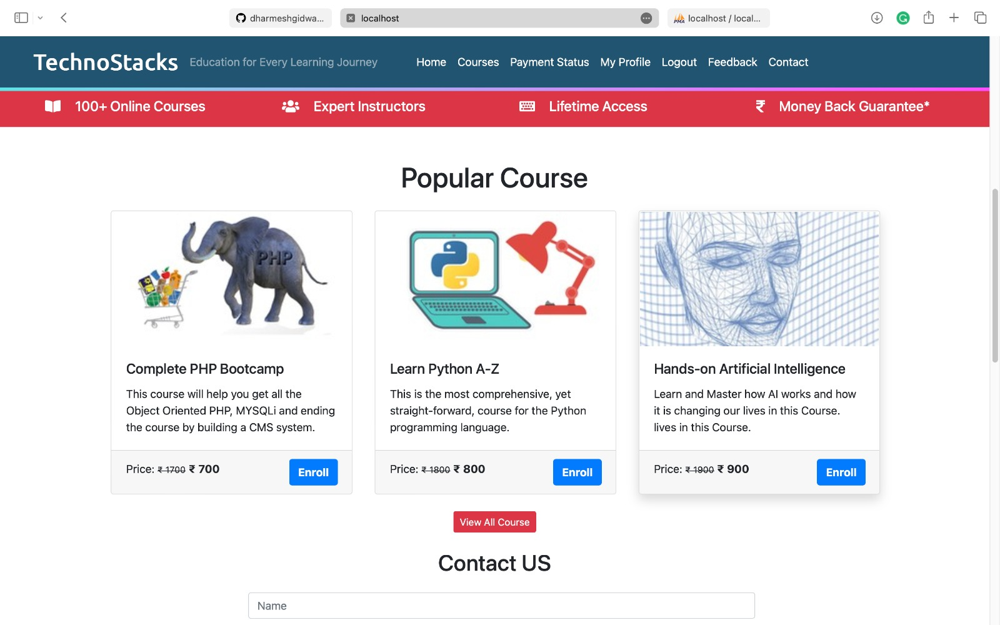 dharmeshgidwa...
localhost
PMA
localhost / local...
TechnoStacks
Education for Every Learning Journey
Home
Courses
Payment Status
My Profile
Logout
Feedback
Contact
100+ Online Courses
Expert Instructors
Lifetime Access
₹ Money Back Guarantee*
Popular Course
PHP
Complete PHP Bootcamp
This course will help you get all the
Object Oriented PHP, MYSQLi and ending
the course by building a CMS system.
Price: ₹ 1700 ₹ 700
Enroll
Learn Python A-Z
This is the most comprehensive, yet
straight-forward, course for the Python
programming language.
Price: ₹ 1800 ₹ 800
Enroll
Hands-on Artificial Intelligence
Learn and Master how AI works and how
it is changing our lives in this Course.
lives in this Course.
Price: ₹ 1900 ₹ 900
Enroll
View All Course
Contact US
Name